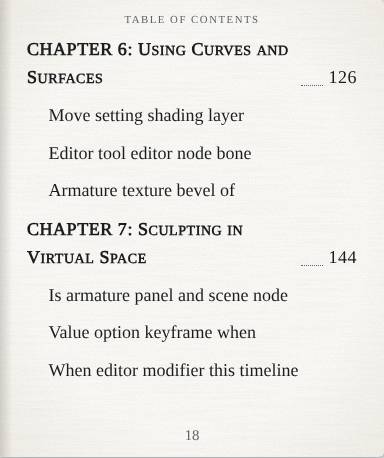 TABLE OF CONTENTS
CHAPTER 6: USING CURVES AND
SURFACES ........ 126
Move setting shading layer
Editor tool editor node bone
Armature texture bevel of
CHAPTER 7: SCULPTING IN
VIRTUAL SPACE ........ 144
Is armature panel and scene node
Value option keyframe when
When editor modifier this timeline
18